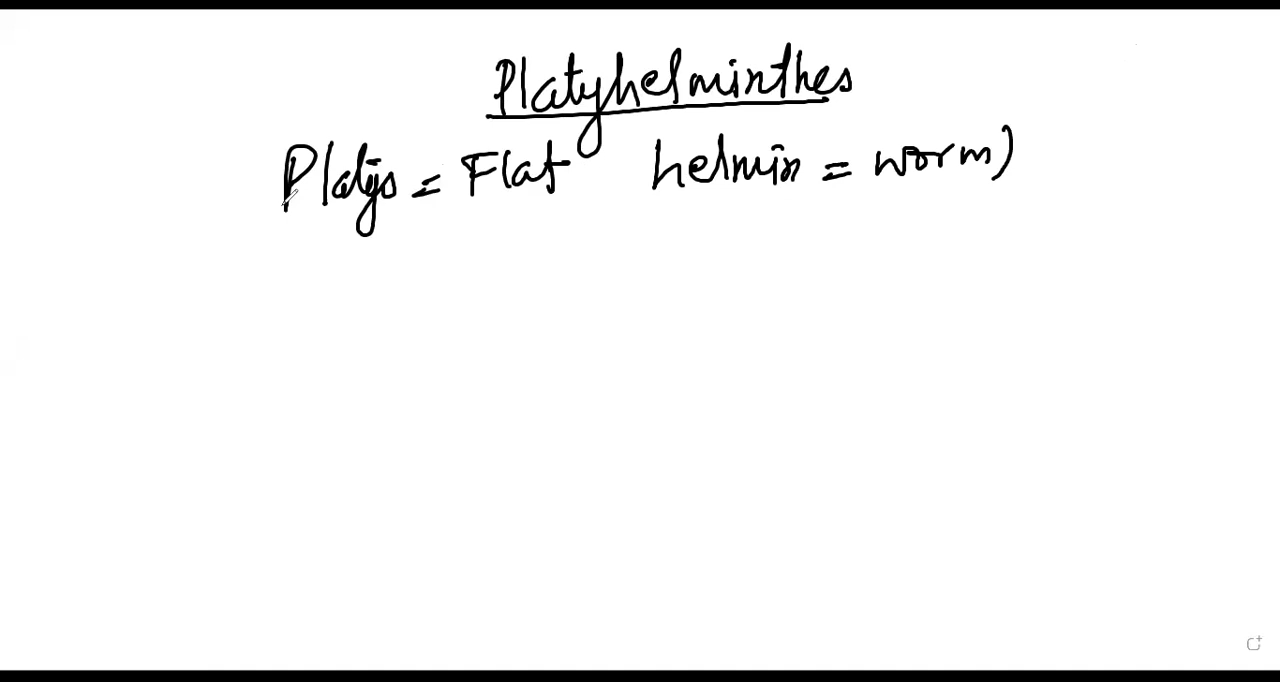 Platyhelminthes
Platys = Flat helmin = worm)